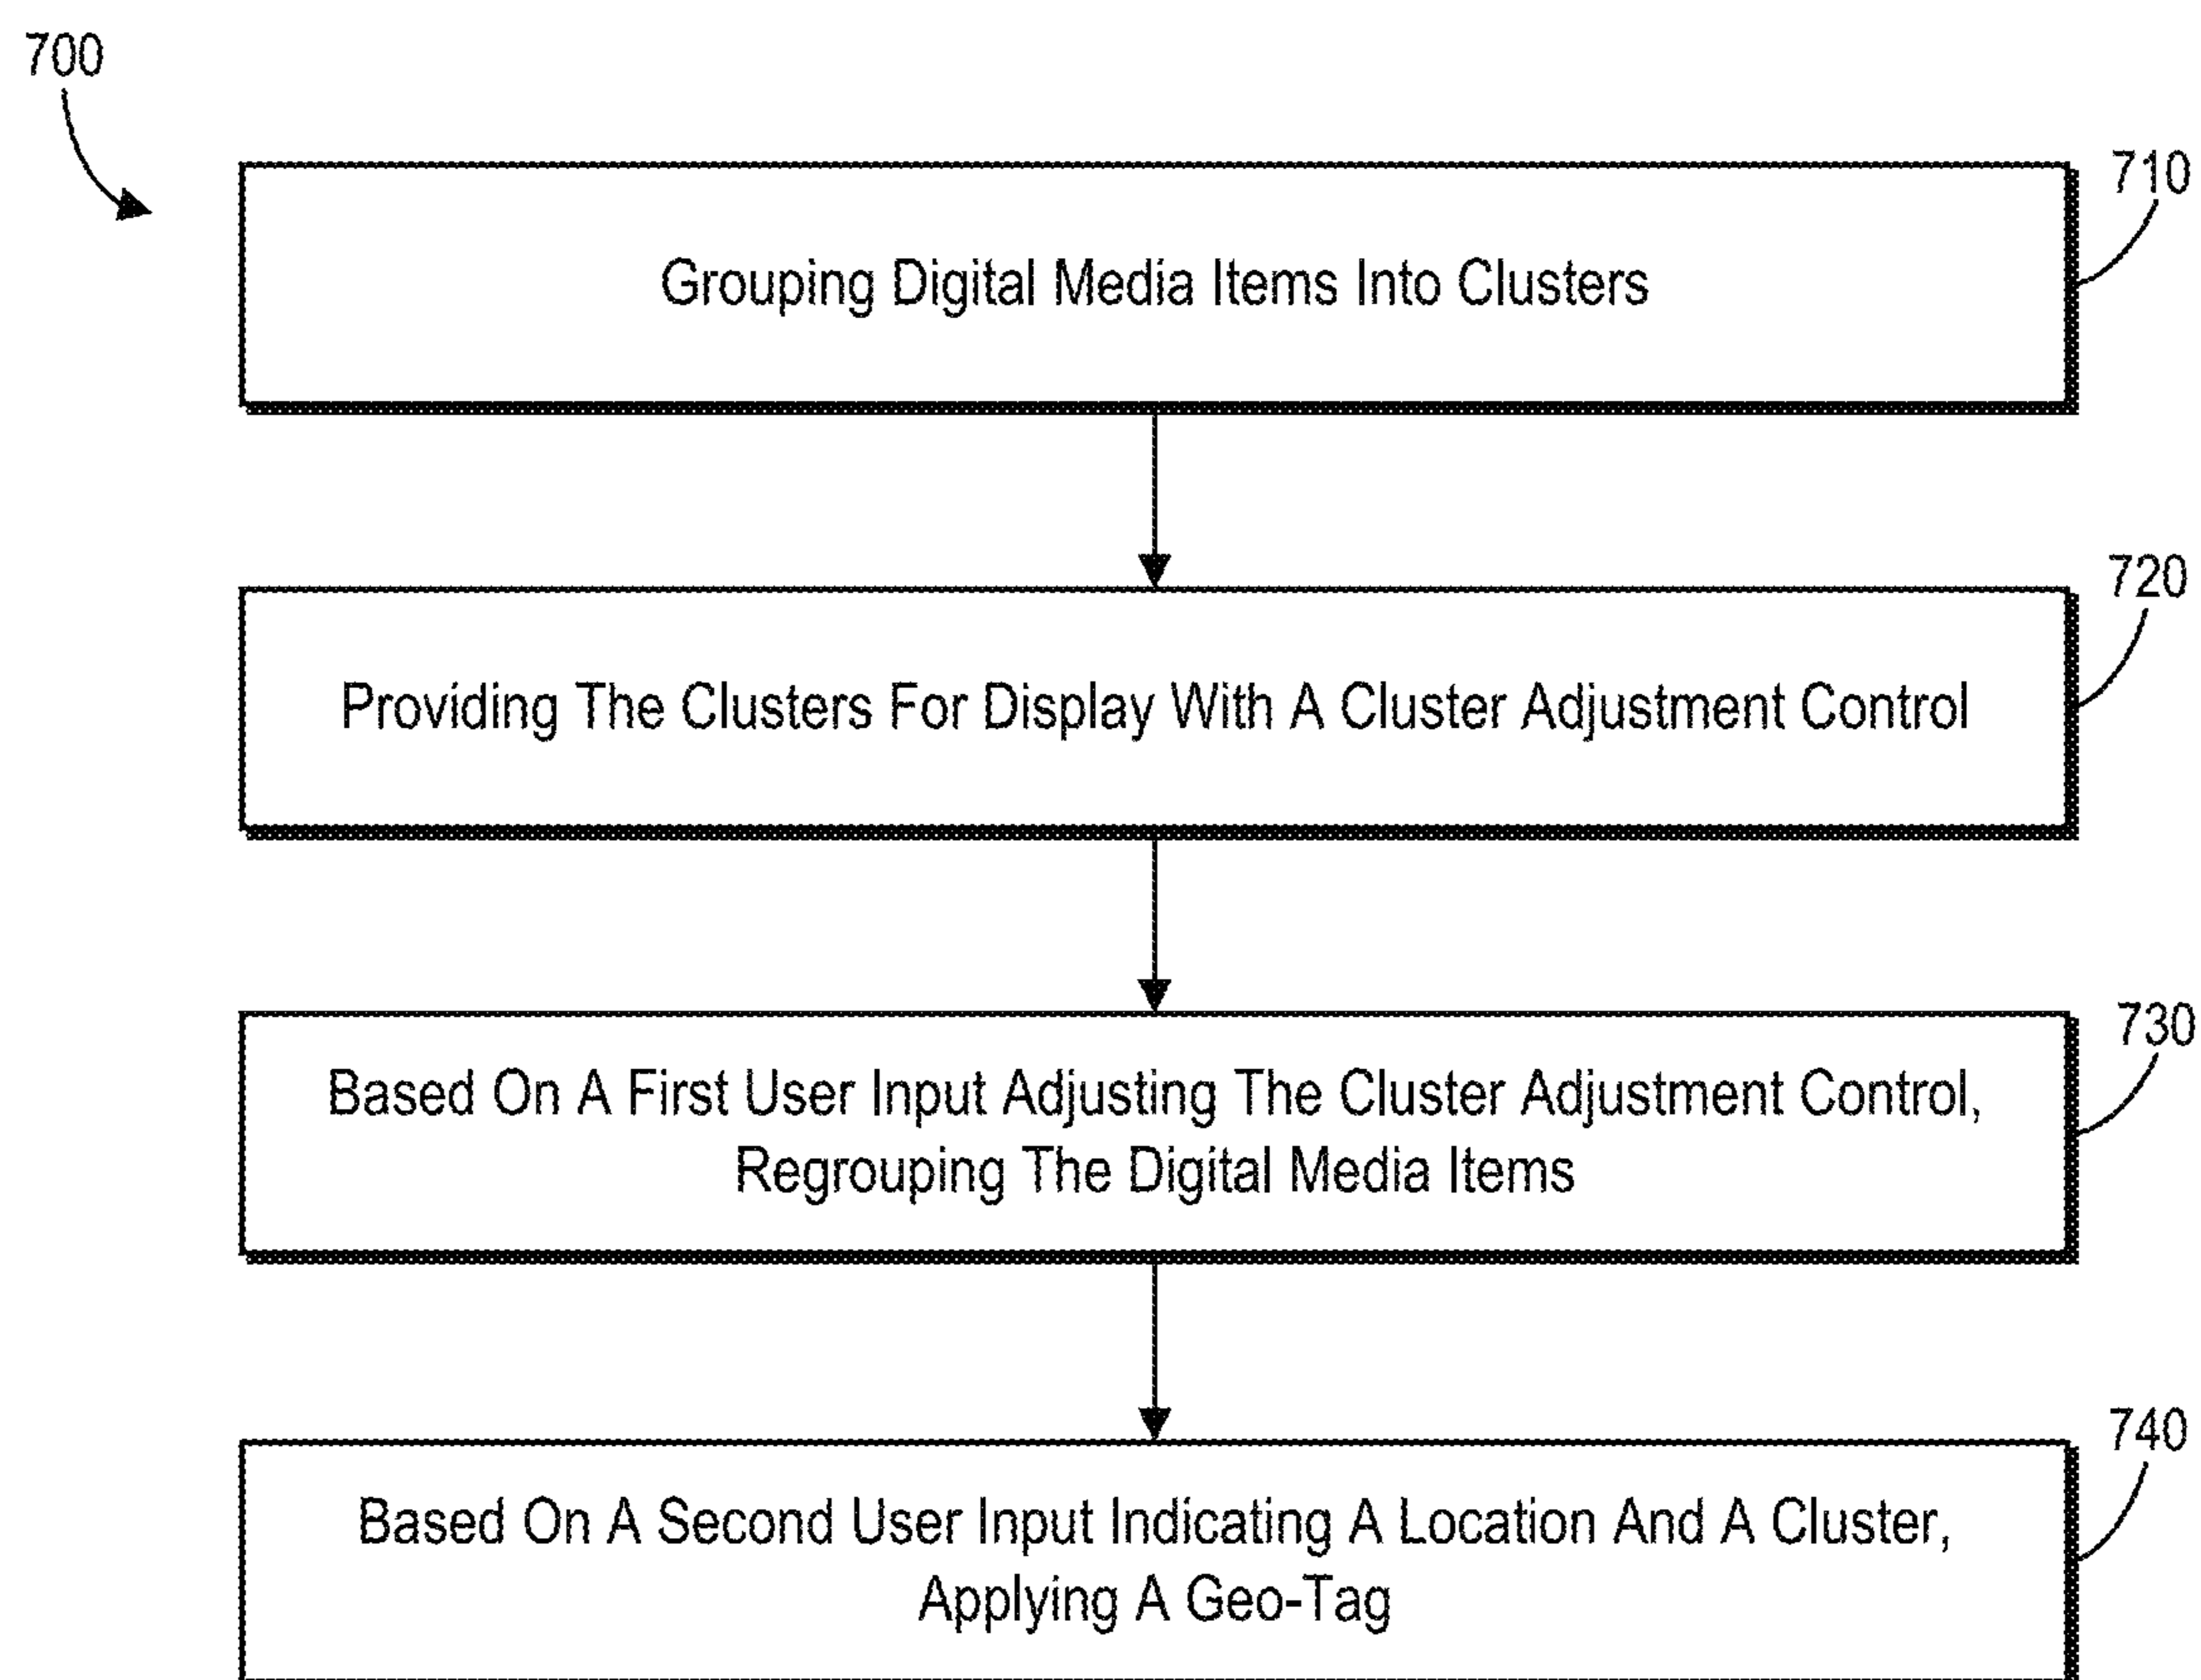 700
710
Grouping Digital Media Items Into Clusters
720
Providing The Clusters For Display With A Cluster Adjustment Control
730
Based On A First User Input Adjusting The Cluster Adjustment Control,
Regrouping The Digital Media Items
740
Based On A Second User Input Indicating A Location And A Cluster,
Applying A Geo-Tag